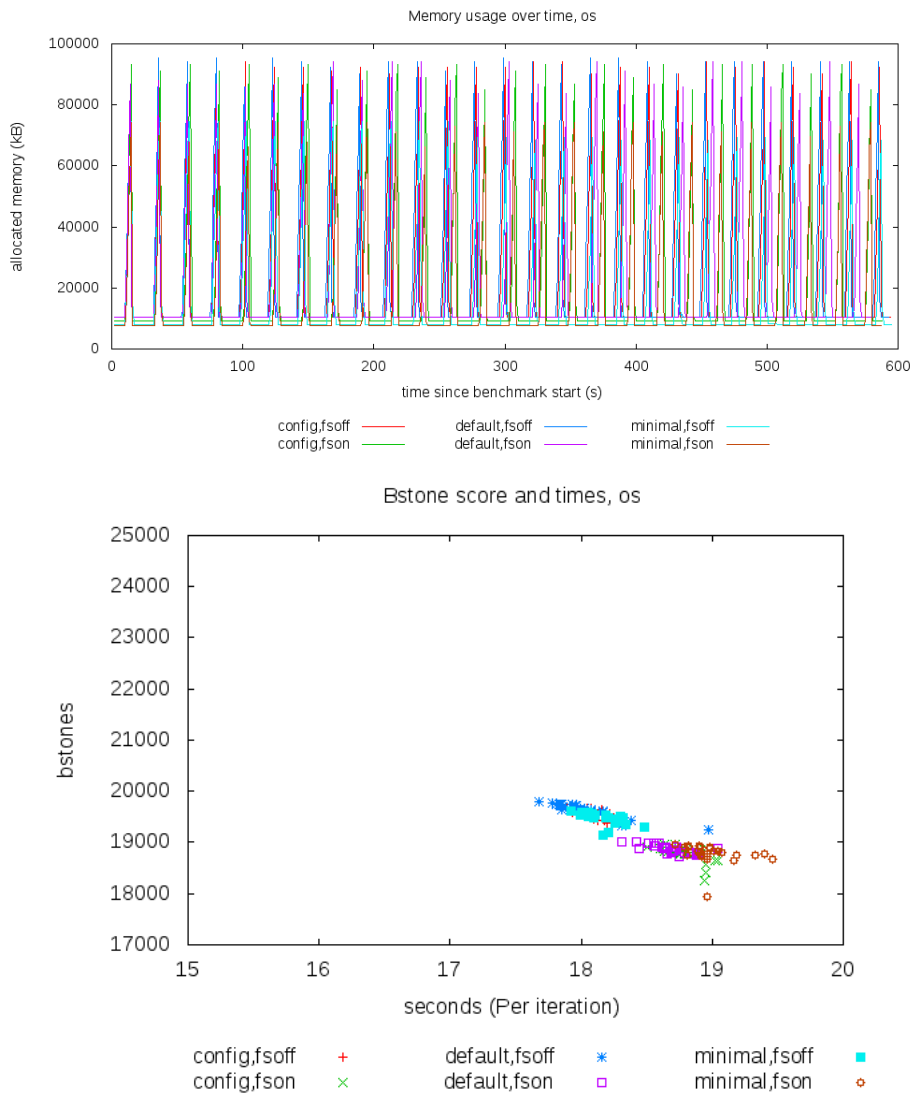 Memory usage over time, os
100000
80000
60000
40000
20000
0
allocated memory (kB)
0 100 200 300 400 500 600
time since benchmark start (s)
config,fsoff default,fsoff minimal,fsoff
config,fson default,fson minimal,fson
Bstone score and times, os
25000
24000
23000
22000
21000
20000
19000
18000
17000
bstones
15 16 17 18 19 20
seconds (Per iteration)
config,fsoff default,fsoff minimal,fsoff
config,fson default,fson minimal,fson